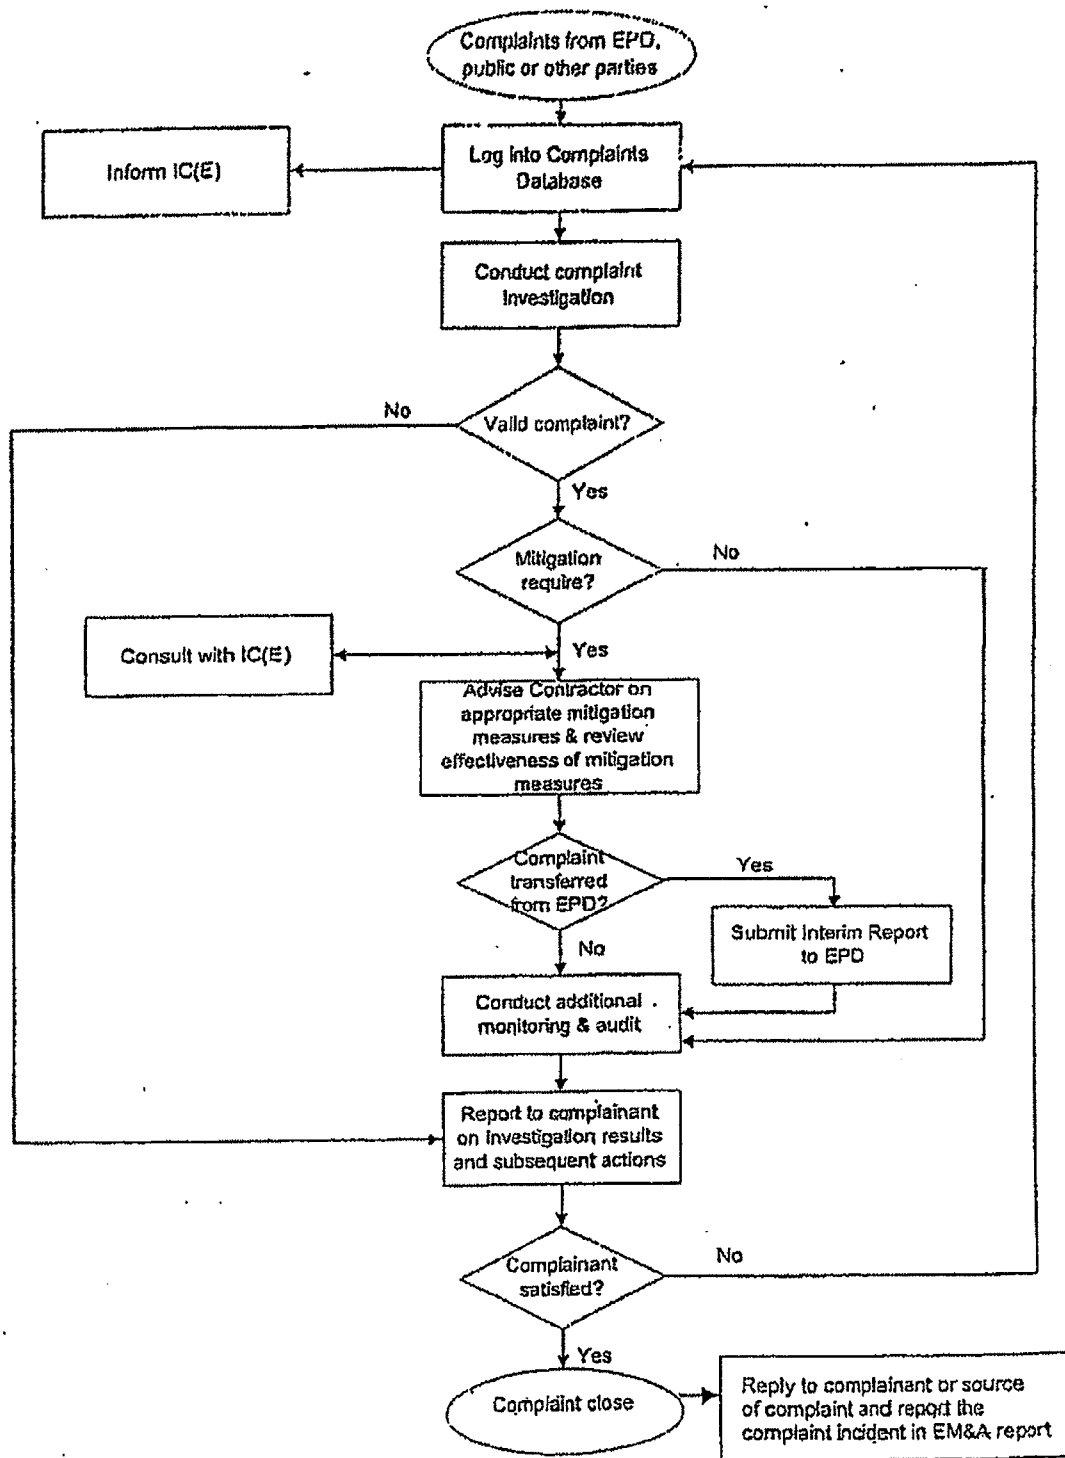 Complaints from EPD,
public or other parties
Inform IC(E)
Log into Complaints
Database
Conduct complaint
Investigation
No
Valid complaint?
Yes
Mitigation
require?
No
Consult with IC(E)
Yes
Advise Contractor on
appropriate mitigation
measures & review
effectiveness of mitigation
measures
Complaint
transferred
from EPD?
Yes
Submit Interim Report
to EPD
No
Conduct additional
monitoring & audit
Report to complainant
on investigation results
and subsequent actions
Complainant
satisfied?
No
Yes
Complaint close
Reply to complainant or source
of complaint and report the
complaint incident in EM&A report